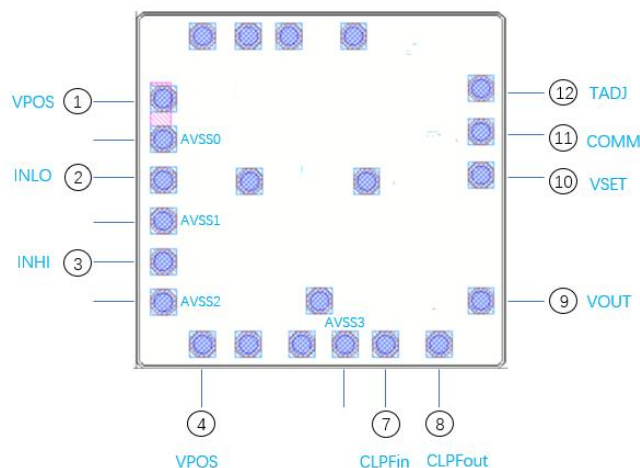 VPOS 1
12 TADJ
AVSS0
11 COMM
INLO 2
10 VSET
AVSS1
INHI 3
AVSS2
9 VOUT
AVSS3
4
7
8
VPOS
CLPFin
CLPFout